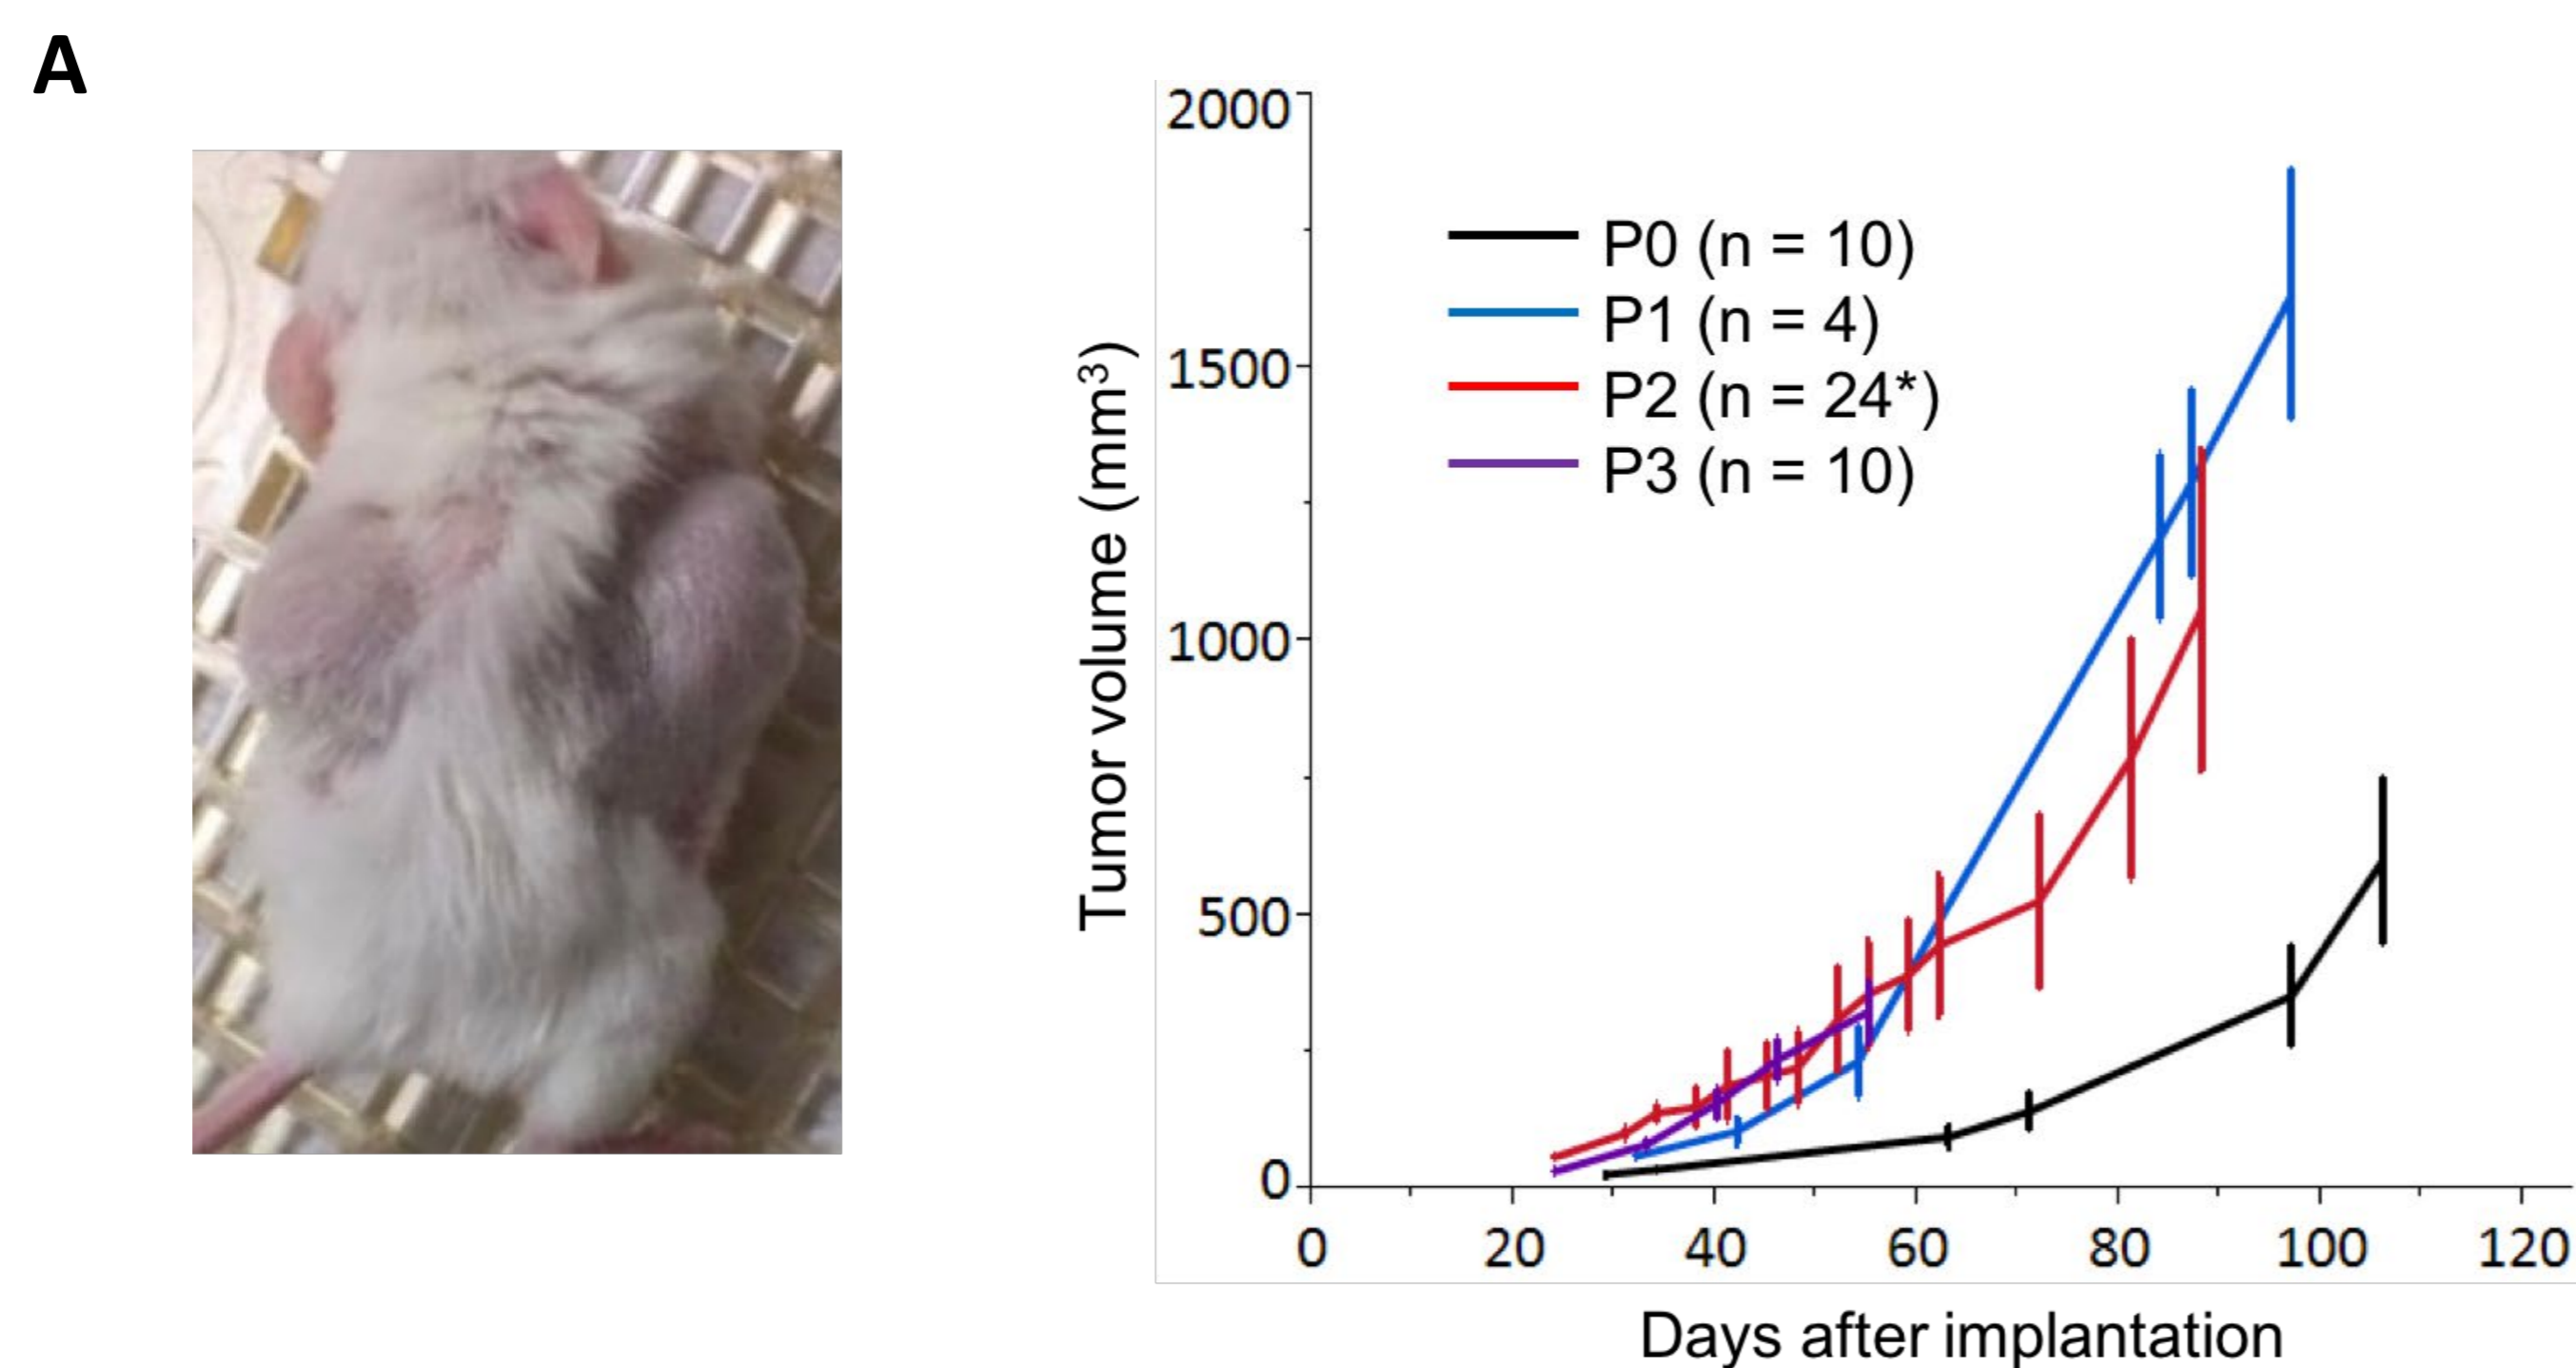 A
Tumor volume (mm³)
2000
1500
1000
500
0
P0 (n = 10)
P1 (n = 4)
P2 (n = 24*)
P3 (n = 10)
0 20 40 60 80 100 120
Days after implantation